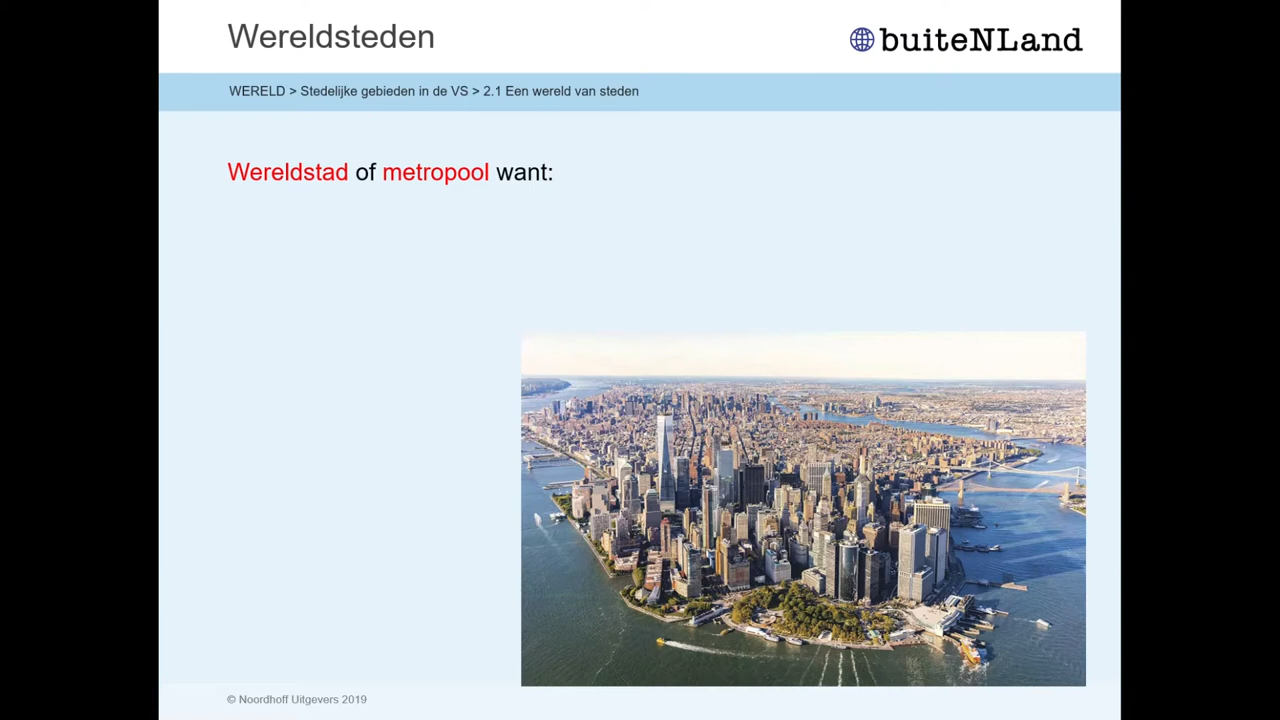 Wereldsteden
buiteNLand
WERELD > Stedelijke gebieden in de VS > 2.1 Een wereld van steden
Wereldstad of metropool want:
© Noordhoff Uitgevers 2019